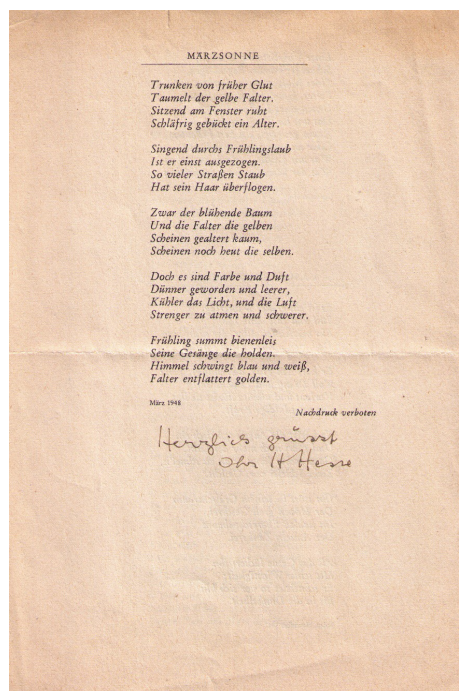 MÄRZSONNE
Trunken von früher Glut
Taumelt der gelbe Falter.
Sitzend am Fenster ruht
Schläfrig gebückt ein Alter.
Singend durchs Frühlingslaub
Ist er einst ausgezogen.
So vieler Straßen Staub
Hat sein Haar überflogen.
Zwar der blühende Baum
Und die Falter die gelben
Scheinen gealtert kaum,
Scheinen noch heut die selben.
Doch es sind Farbe und Duft
Dünner geworden und leerer,
Kühler das Licht, und die Luft
Strenger zu atmen und schwerer.
Frühling summt bienenleis
Seine Gesänge die holden.
Himmel schwingt blau und weiß,
Falter entflattert golden.
März 1948
Nachdruck verboten
Herzlich grüsst
Ihr H Hesse